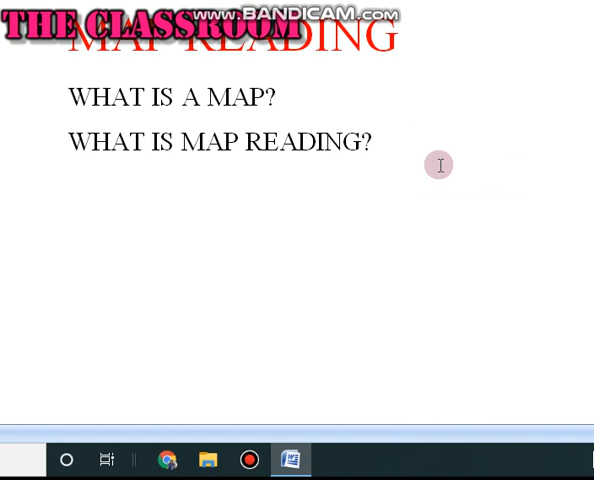 www.BANDICAM.com
THE CLASSROOM
MAP READING
WHAT IS A MAP?
WHAT IS MAP READING?